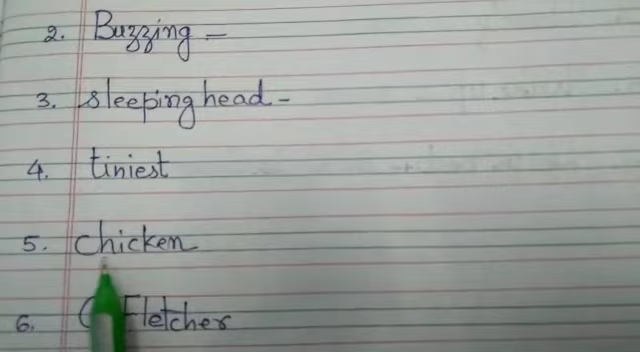 2. Buzzing -
3. sleeping head -
4. tiniest
5. chicken
6. Fletcher